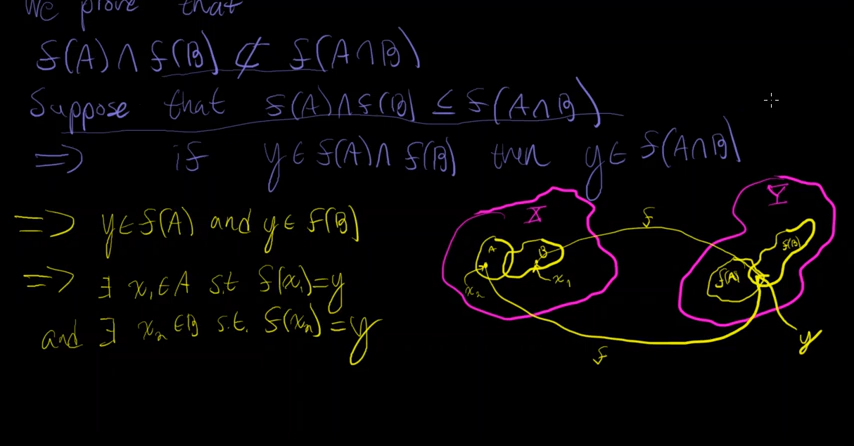 We prove that
f(A) ∩ f(B) ⊄ f(A∩B)
Suppose that f(A)∩f(B) ⊆ f(A∩B)
⇒ if y∈f(A)∩ f(B) then y∈ f(A∩B)
⇒ y∈f(A) and y∈ f(B)
⇒ ∃ x₁∈A s.t f(x₁)=y
and ∃ x₂∈B s.t. f(x₂)=y
X
Y
f
A
B
f(B)
f(A)
x₂
x₁
y
f